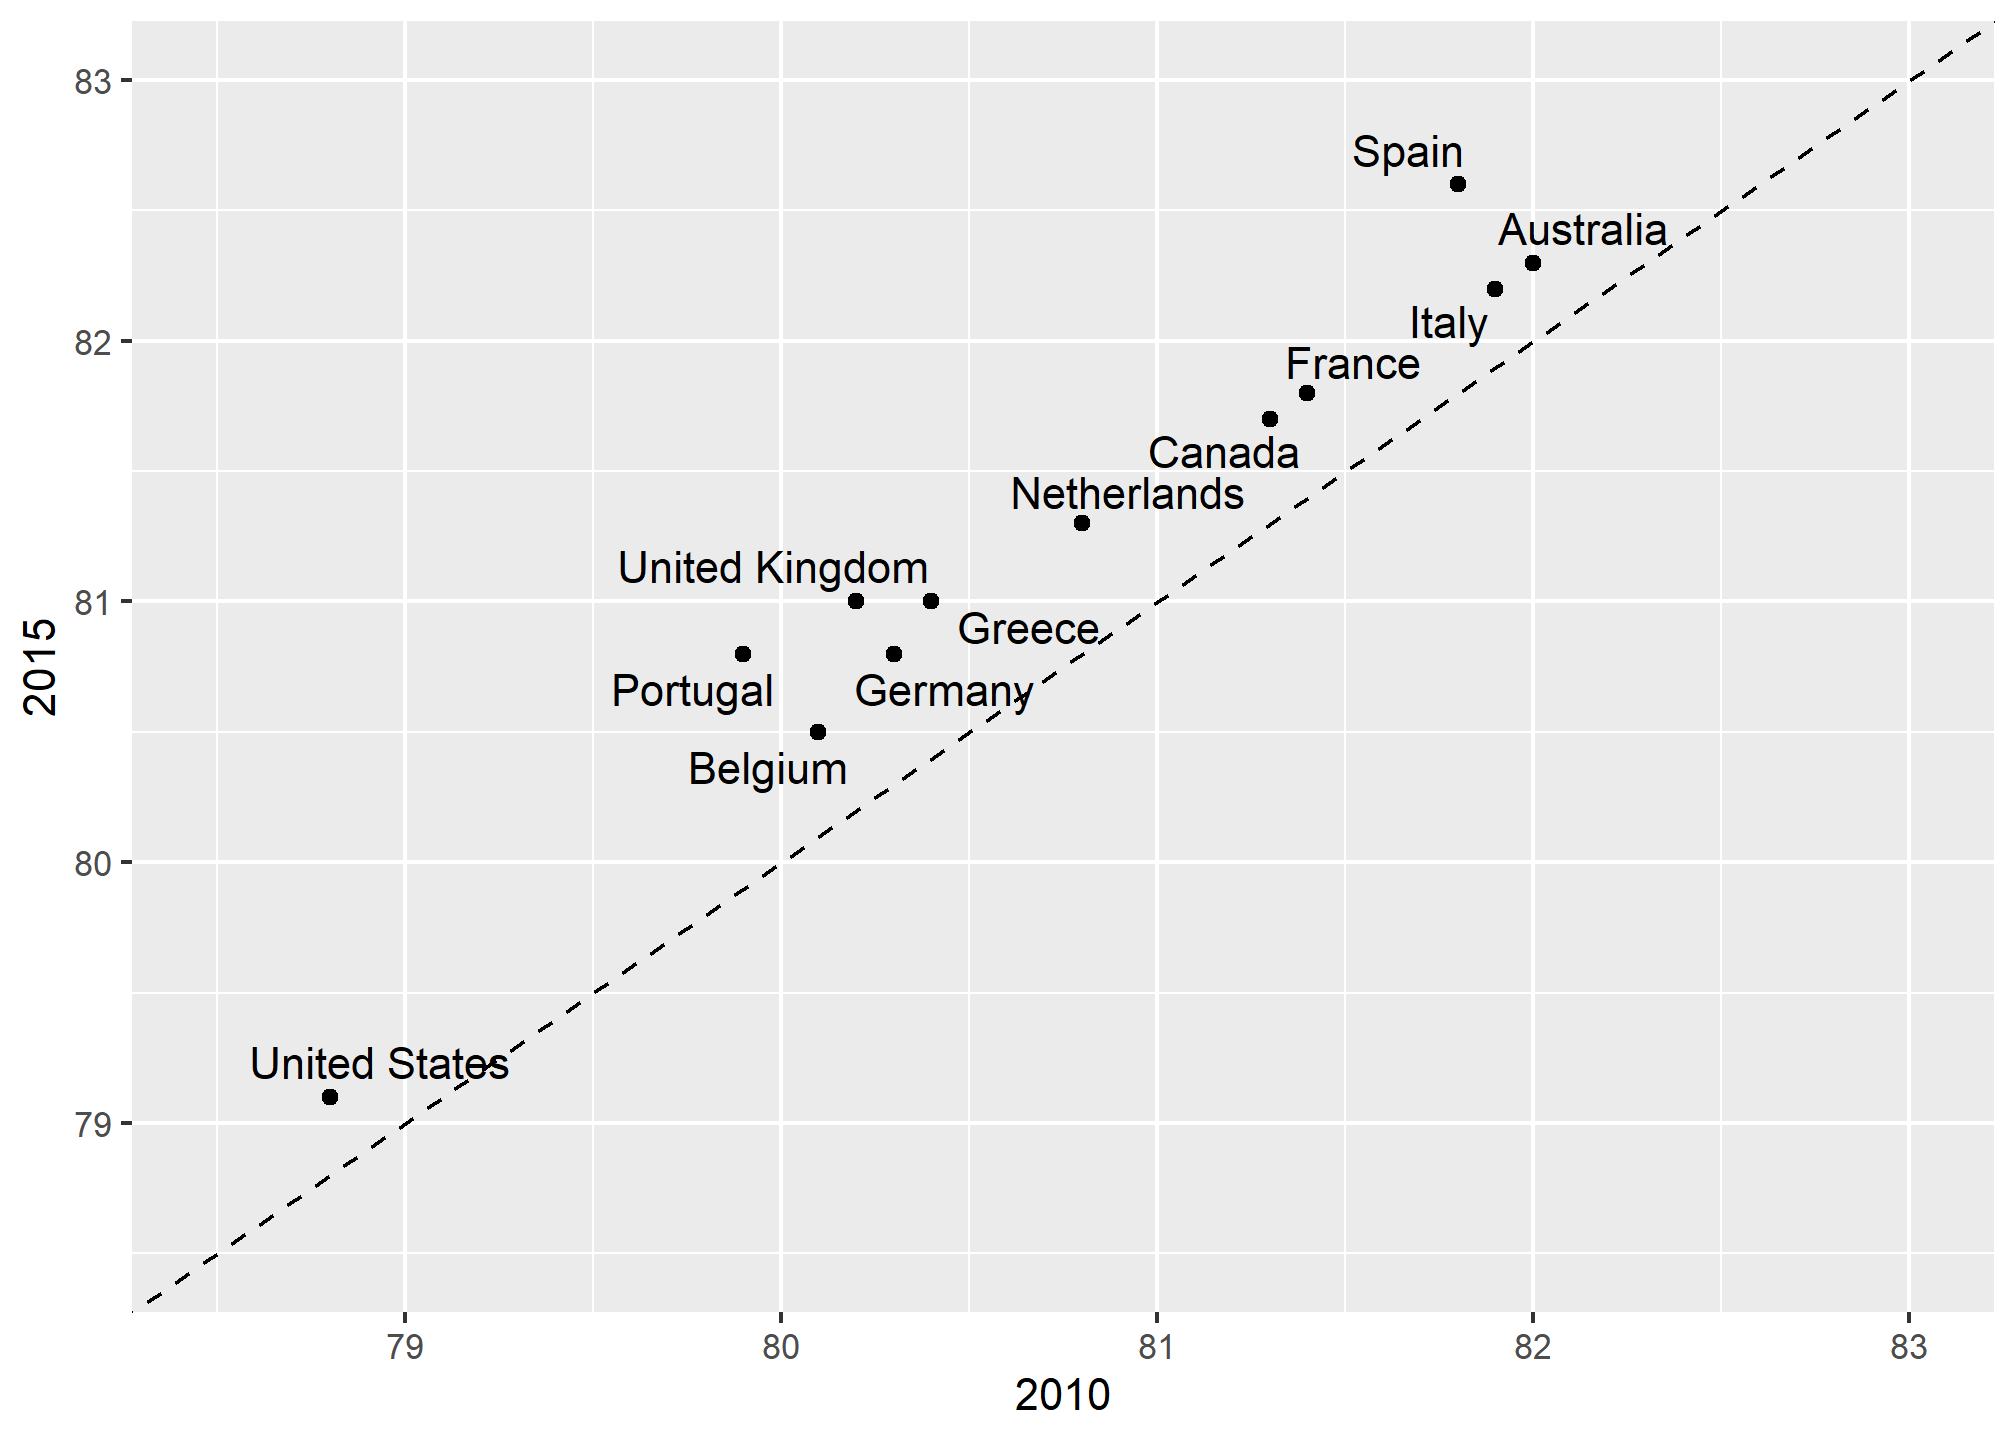 83
Spain
Australia
Italy
82
France
Canada
Netherlands
United Kingdom
81
Greece
2015
Portugal
Germany
Belgium
80
United States
79
79
80
81
82
83
2010